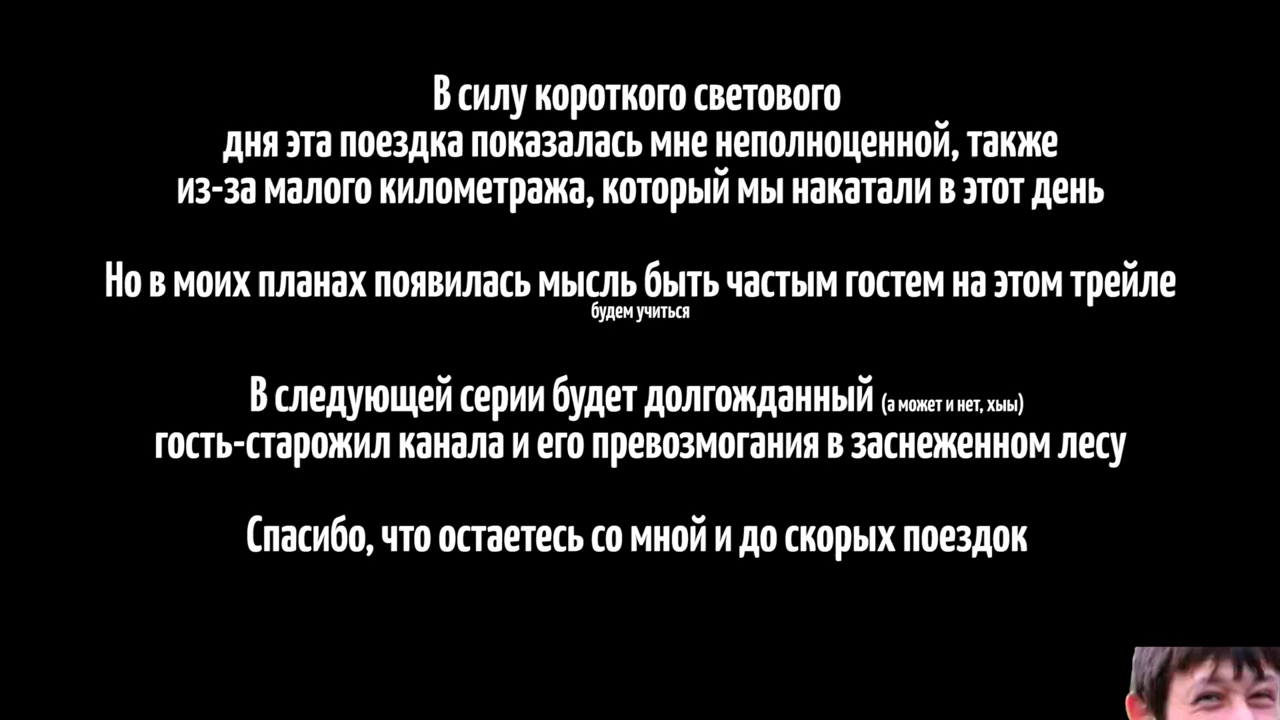 В силу короткого светового
дня эта поездка показалась мне неполноценной, также
из-за малого километража, который мы накатали в этот день
Но в моих планах появилась мысль быть частым гостем на этом трейле
будем учиться
В следующей серии будет долгожданный (а может и нет, хыы)
гость-старожил канала и его превозмогания в заснеженном лесу
Спасибо, что остаетесь со мной и до скорых поездок